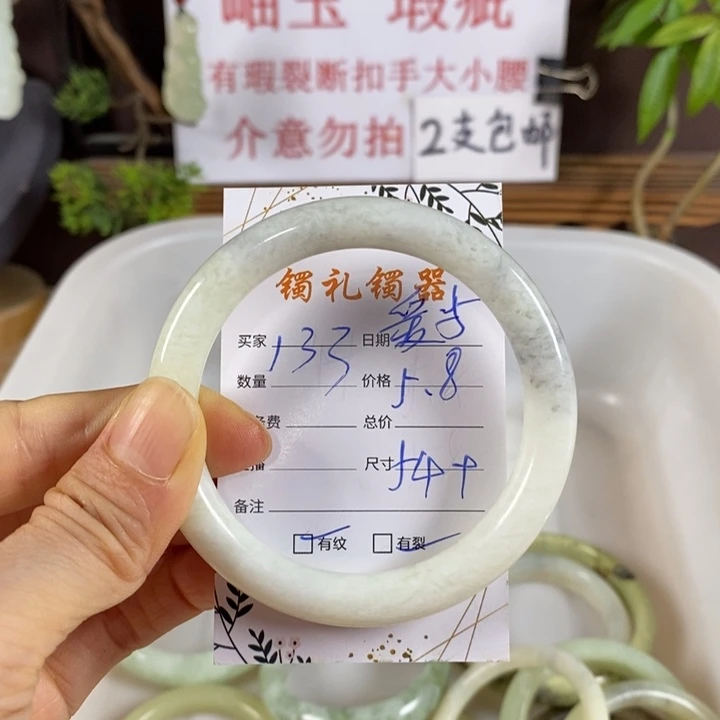 岫玉 瑕疵
有瑕裂断扣手大小腰
介意勿拍 2支包邮
镯礼镯器
买家 133 日期
数量 价格 5.8
费 总价
播 尺寸 54+
备注
有纹 有裂